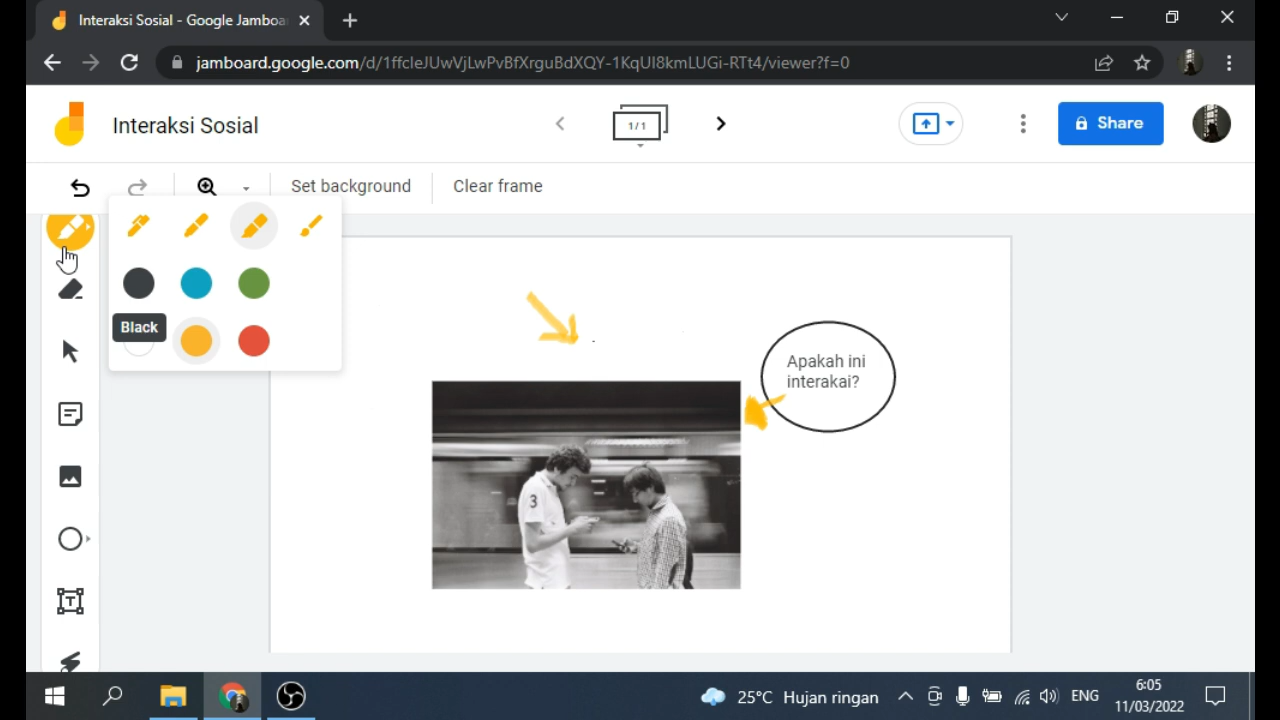 Interaksi Sosial - Google Jamboa
jamboard.google.com/d/1ffcleJUwVjLwPvBfXrguBdXQY-1KqUI8kmLUGi-RTt4/viewer?f=0
Interaksi Sosial
1/1
Share
Set background
Clear frame
Black
Apakah ini
interakai?
3
25°C Hujan ringan
ENG
6:05
11/03/2022